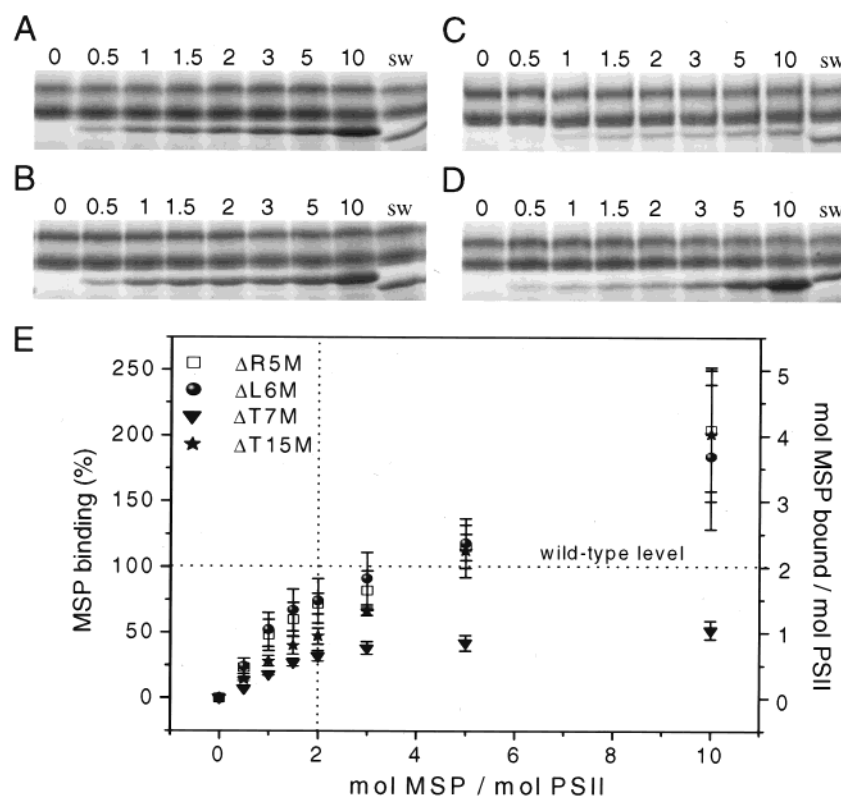 A
0 0.5 1 1.5 2 3 5 10 sw
C
0 0.5 1 1.5 2 3 5 10 sw
B
0 0.5 1 1.5 2 3 5 10 sw
D
0 0.5 1 1.5 2 3 5 10 sw
E
250
200
150
100
50
0
MSP binding (%)
ΔR5M
ΔL6M
ΔT7M
ΔT15M
wild-type level
5
4
3
2
1
0
mol MSP bound / mol PSII
0 2 4 6 8 10
mol MSP / mol PSII